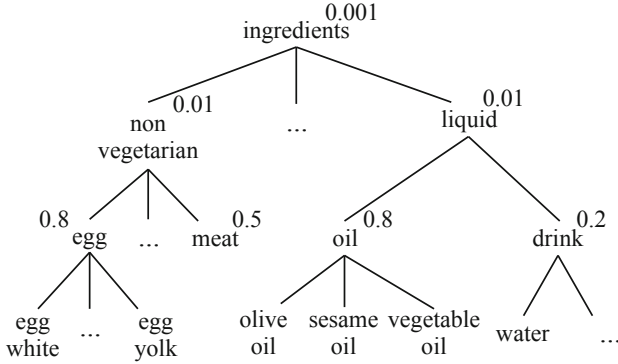 0.001
ingredients
0.01
0.01
non
vegetarian
...
liquid
0.8
0.5
0.8
0.2
egg
...
meat
oil
drink
egg
white
...
egg
yolk
olive
oil
sesame
oil
vegetable
oil
water
...